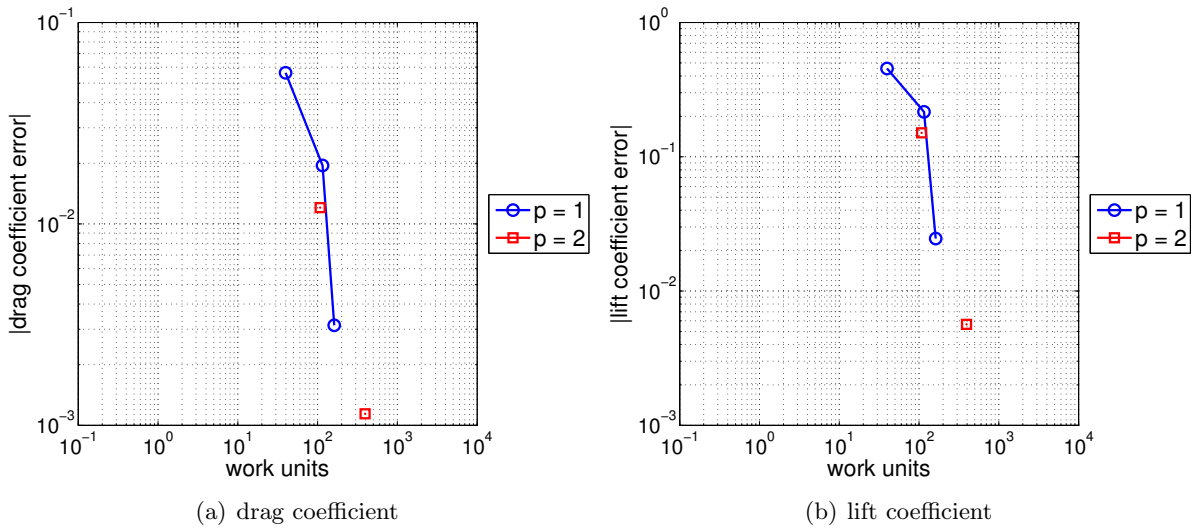 |drag coefficient error|
10^-1
10^-2
10^-3
10^-1 10^0 10^1 10^2 10^3 10^4
work units
p = 1
p = 2
(a) drag coefficient
|lift coefficient error|
10^0
10^-1
10^-2
10^-3
10^-1 10^0 10^1 10^2 10^3 10^4
work units
p = 1
p = 2
(b) lift coefficient